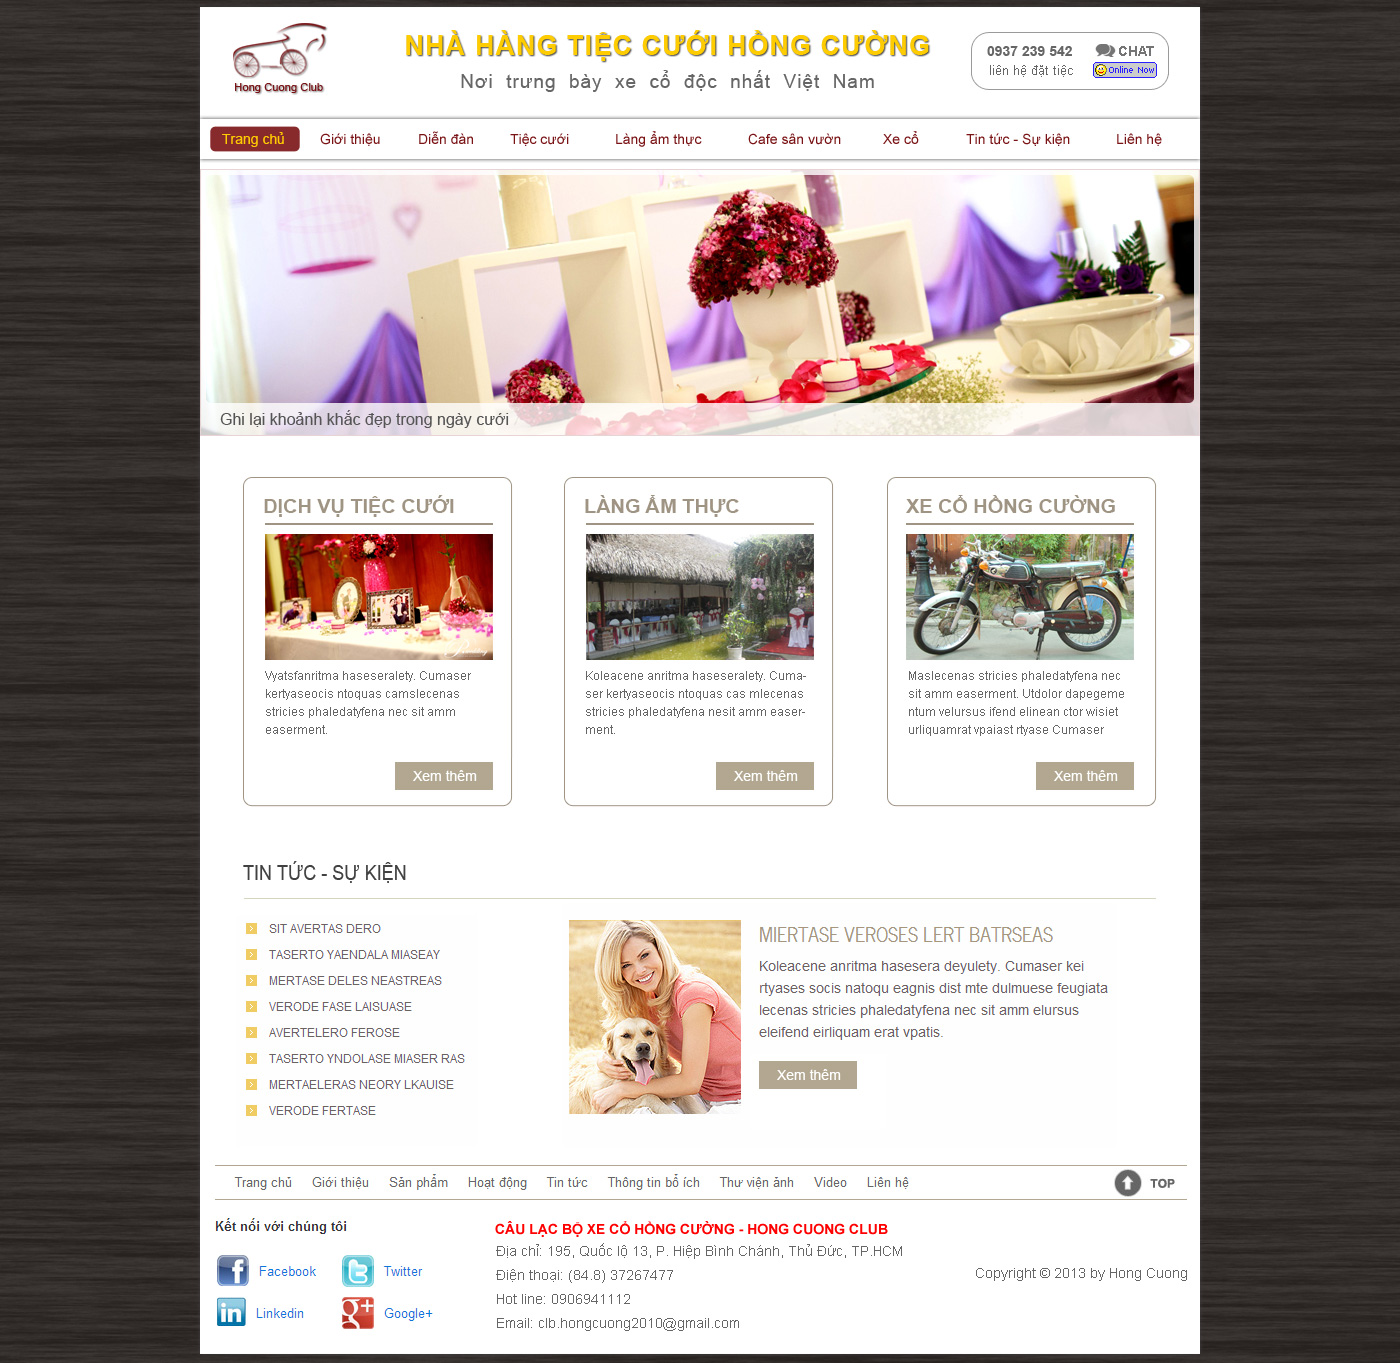 Hong Cuong Club
NHÀ HÀNG TIỆC CƯỚI HỒNG CƯỜNG
Nơi trưng bày xe cổ độc nhất Việt Nam
0937 239 542
liên hệ đặt tiệc
CHAT
Online Now
Trang chủ
Giới thiệu
Diễn đàn
Tiệc cưới
Làng ẩm thực
Cafe sân vườn
Xe cổ
Tin tức - Sự kiện
Liên hệ
Ghi lại khoảnh khắc đẹp trong ngày cưới
DỊCH VỤ TIỆC CƯỚI
Vyatsfanritma haseseralety. Cumaser
kertyaseocis ntoquas camslecenas
stricies phaledatyfena nec sit amm
easerment.
Xem thêm
LÀNG ẨM THỰC
Koleacene anritma haseseralety. Cuma-
ser kertyaseocis ntoquas cas mlecenas
stricies phaledatyfena nesit amm easer-
ment.
Xem thêm
XE CỔ HỒNG CƯỜNG
Maslecenas stricies phaledatyfena nec
sit amm easerment. Utdolor dapegeme
ntum velursus ifend elinean ctor wisiet
urliquamrat vpaiast rtyase Cumaser
Xem thêm
TIN TỨC - SỰ KIỆN
SIT AVERTAS DERO
TASERTO YAENDALA MIASEAY
MERTASE DELES NEASTREAS
VERODE FASE LAISUASE
AVERTELERO FEROSE
TASERTO YNDOLASE MIASER RAS
MERTAELERAS NEORY LKAUISE
VERODE FERTASE
MIERTASE VEROSES LERT BATRSEAS
Koleacene anritma hasesera deyulety. Cumaser kei
rtyases socis natoqu eagnis dist mte dulmuese feugiata
lecenas stricies phaledatyfena nec sit amm elursus
eleifend eirliquam erat vpatis.
Xem thêm
Trang chủ
Giới thiệu
Sản phẩm
Hoạt động
Tin tức
Thông tin bổ ích
Thư viện ảnh
Video
Liên hệ
TOP
Kết nối với chúng tôi
Facebook
Twitter
Linkedin
Google+
CÂU LẠC BỘ XE CỔ HỒNG CƯỜNG - HONG CUONG CLUB
Địa chỉ: 195, Quốc lộ 13, P. Hiệp Bình Chánh, Thủ Đức, TP.HCM
Điện thoại: (84.8) 37267477
Hot line: 0906941112
Email: clb.hongcuong2010@gmail.com
Copyright © 2013 by Hong Cuong